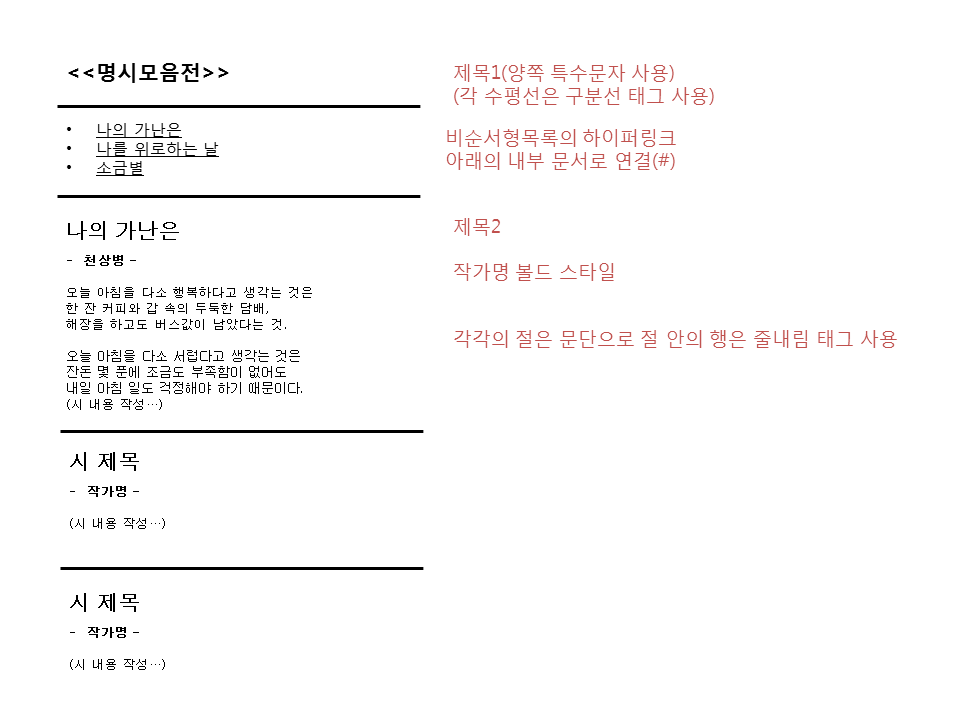 <<명시모음전>>
제목1(양쪽 특수문자 사용)
(각 수평선은 구분선 태그 사용)
• 나의 가난은
• 나를 위로하는 날
• 소금별
비순서형목록의 하이퍼링크
아래의 내부 문서로 연결(#)
나의 가난은
제목2
- 천상병 -
작가명 볼드 스타일
오늘 아침을 다소 행복하다고 생각는 것은
한 잔 커피와 갑 속의 두둑한 담배,
해장을 하고도 버스값이 남았다는 것.
각각의 절은 문단으로 절 안의 행은 줄내림 태그 사용
오늘 아침을 다소 서럽다고 생각는 것은
잔돈 몇 푼에 조금도 부족함이 없어도
내일 아침 일도 걱정해야 하기 때문이다.
(시 내용 작성…)
시 제목
- 작가명 -
(시 내용 작성…)
시 제목
- 작가명 -
(시 내용 작성…)